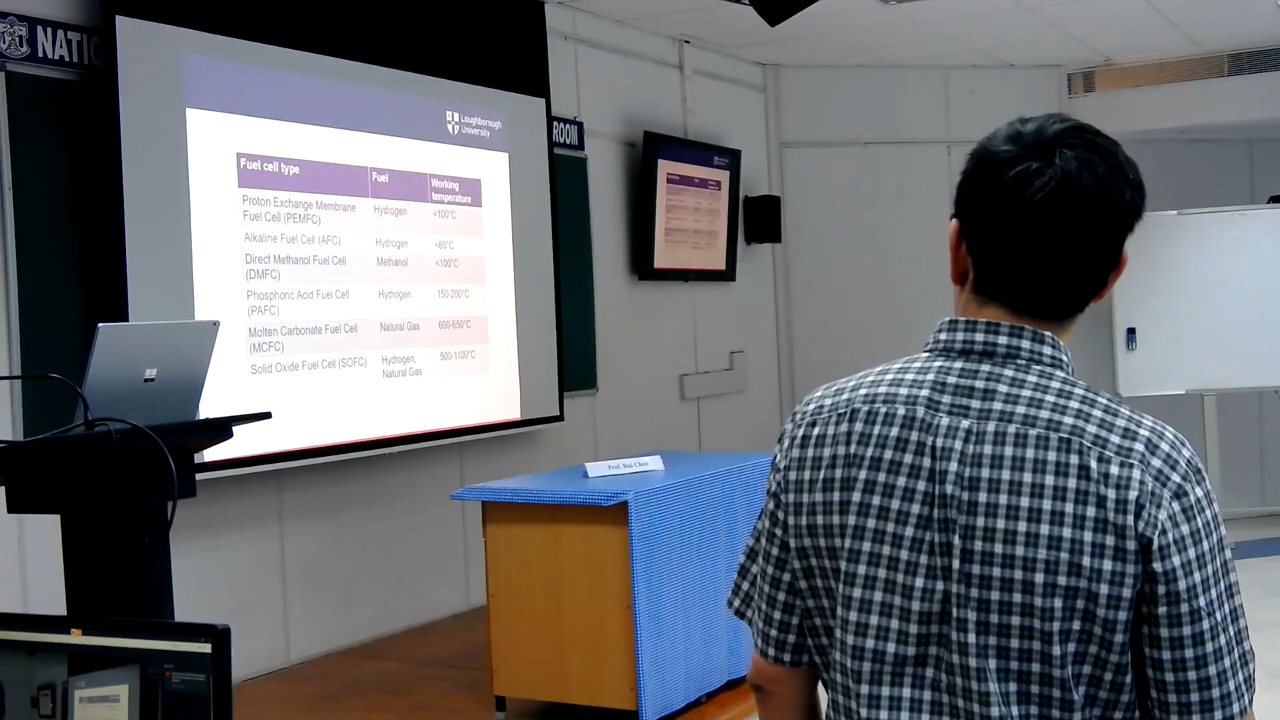 NATIO
ROOM
Loughborough
University
Fuel cell type
Fuel
Working
temperature
Proton Exchange Membrane
Fuel Cell (PEMFC)
Hydrogen
<100°C
Alkaline Fuel Cell (AFC)
Hydrogen
<80°C
Direct Methanol Fuel Cell
(DMFC)
Methanol
<100°C
Phosphoric Acid Fuel Cell
(PAFC)
Hydrogen
150-200°C
Molten Carbonate Fuel Cell
(MCFC)
Natural Gas
600-650°C
Solid Oxide Fuel Cell (SOFC)
Hydrogen,
Natural Gas
500-1100°C
Prof. Rui Chen